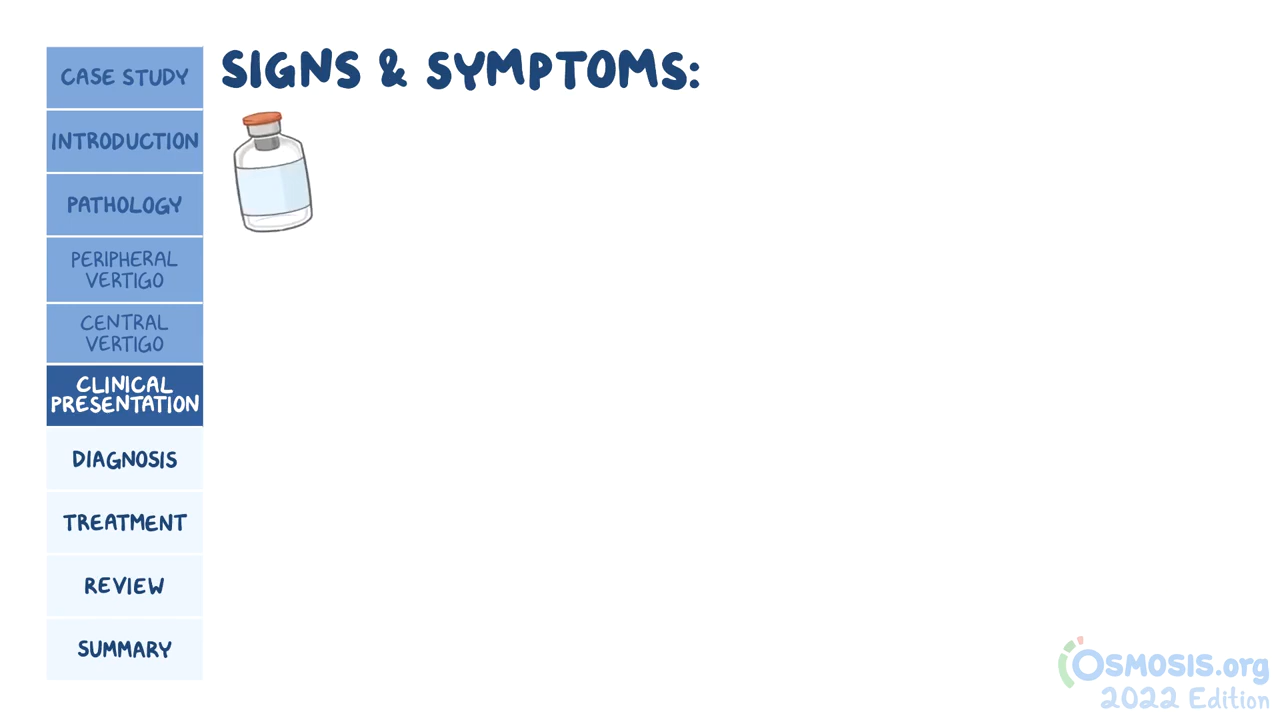 CASE STUDY
INTRODUCTION
PATHOLOGY
PERIPHERAL
VERTIGO
CENTRAL
VERTIGO
CLINICAL
PRESENTATION
DIAGNOSIS
TREATMENT
REVIEW
SUMMARY
SIGNS & SYMPTOMS:
OSMOSIS.org
2022 Edition